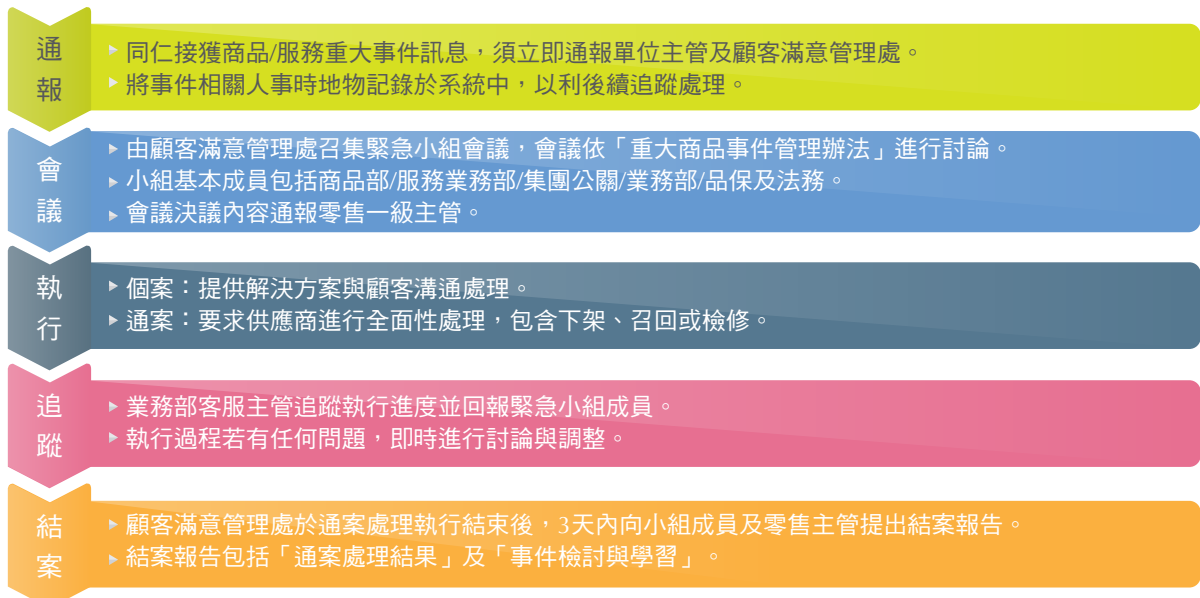 通報
同仁接獲商品/服務重大事件訊息，須立即通報單位主管及顧客滿意管理處。
將事件相關人事時地物記錄於系統中，以利後續追蹤處理。
會議
由顧客滿意管理處召集緊急小組會議，會議依「重大商品事件管理辦法」進行討論。
小組基本成員包括商品部/服務業務部/集團公關/業務部/品保及法務。
會議決議內容通報零售一級主管。
執行
個案：提供解決方案與顧客溝通處理。
通案：要求供應商進行全面性處理，包含下架、召回或檢修。
追蹤
業務部客服主管追蹤執行進度並回報緊急小組成員。
執行過程若有任何問題，即時進行討論與調整。
結案
顧客滿意管理處於通案處理執行結束後，3天內向小組成員及零售主管提出結案報告。
結案報告包括「通案處理結果」及「事件檢討與學習」。